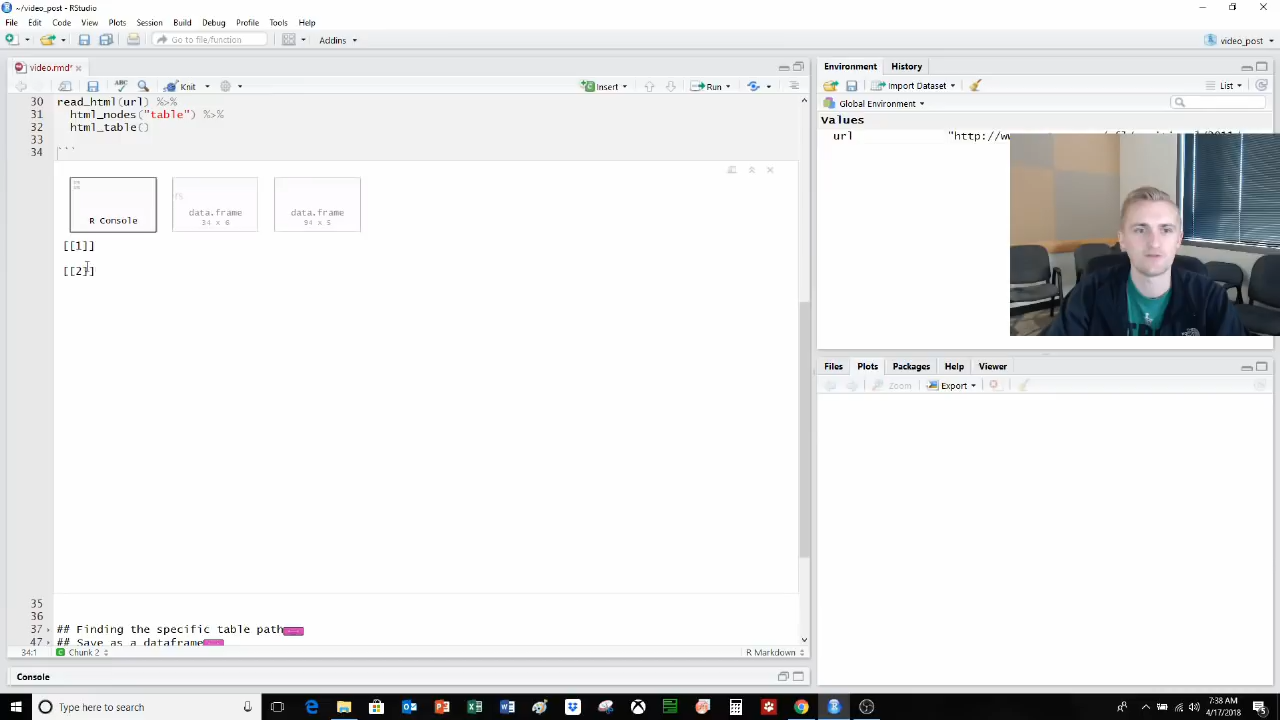 ~/video_post - RStudio
File Edit Code View Plots Session Build Debug Profile Tools Help
Go to file/function
Addins
video_post
video.rmd*
Knit
Insert
Run
30 read_html(url) %>%
31 html_nodes("table") %>%
32 html_table()
33
34 ```
R Console
data.frame
34 x 6
data.frame
94 x 5
[[1]]
[[2]]
35
36
37 ## Finding the specific table path
47 ## Save as a dataframe
34:1
Chunk 2
R Markdown
Console
Environment History
Import Dataset
List
Global Environment
Values
url
Files Plots Packages Help Viewer
Zoom
Export
Type here to search
7:38 AM
4/17/2018